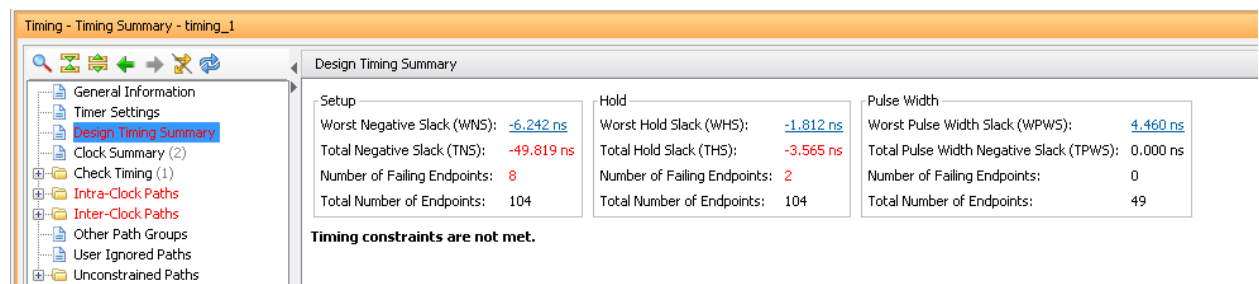 Timing - Timing Summary - timing_1
General Information
Timer Settings
Design Timing Summary
Clock Summary (2)
Check Timing (1)
Intra-Clock Paths
Inter-Clock Paths
Other Path Groups
User Ignored Paths
Unconstrained Paths
Design Timing Summary
Setup
Worst Negative Slack (WNS): -6.242 ns
Total Negative Slack (TNS): -49.819 ns
Number of Failing Endpoints: 8
Total Number of Endpoints: 104
Hold
Worst Hold Slack (WHS): -1.812 ns
Total Hold Slack (THS): -3.565 ns
Number of Failing Endpoints: 2
Total Number of Endpoints: 104
Pulse Width
Worst Pulse Width Slack (WPWS): 4.460 ns
Total Pulse Width Negative Slack (TPWS): 0.000 ns
Number of Failing Endpoints: 0
Total Number of Endpoints: 49
Timing constraints are not met.